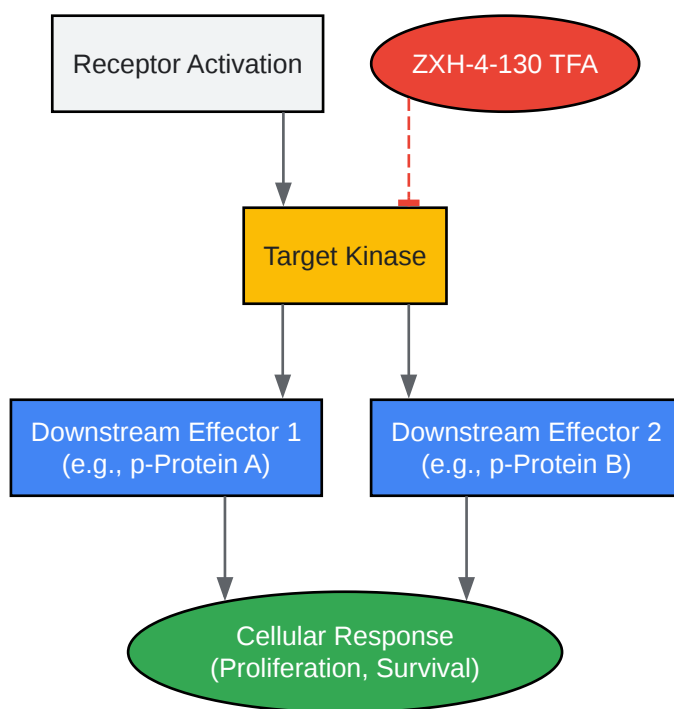 Receptor Activation
ZXH-4-130 TFA
Target Kinase
Downstream Effector 1
(e.g., p-Protein A)
Downstream Effector 2
(e.g., p-Protein B)
Cellular Response
(Proliferation, Survival)